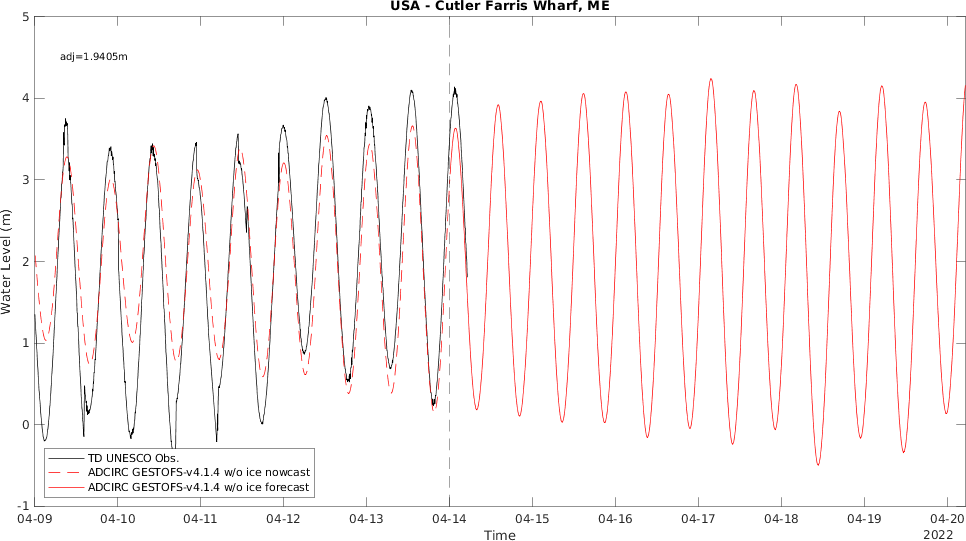 USA - Cutler Farris Wharf, ME
adj=1.9405m
Water Level (m)
5
4
3
2
1
0
-1
TD UNESCO Obs.
ADCIRC GESTOFS-v4.1.4 w/o ice nowcast
ADCIRC GESTOFS-v4.1.4 w/o ice forecast
04-09 04-10 04-11 04-12 04-13 04-14 04-15 04-16 04-17 04-18 04-19 04-20
Time
2022